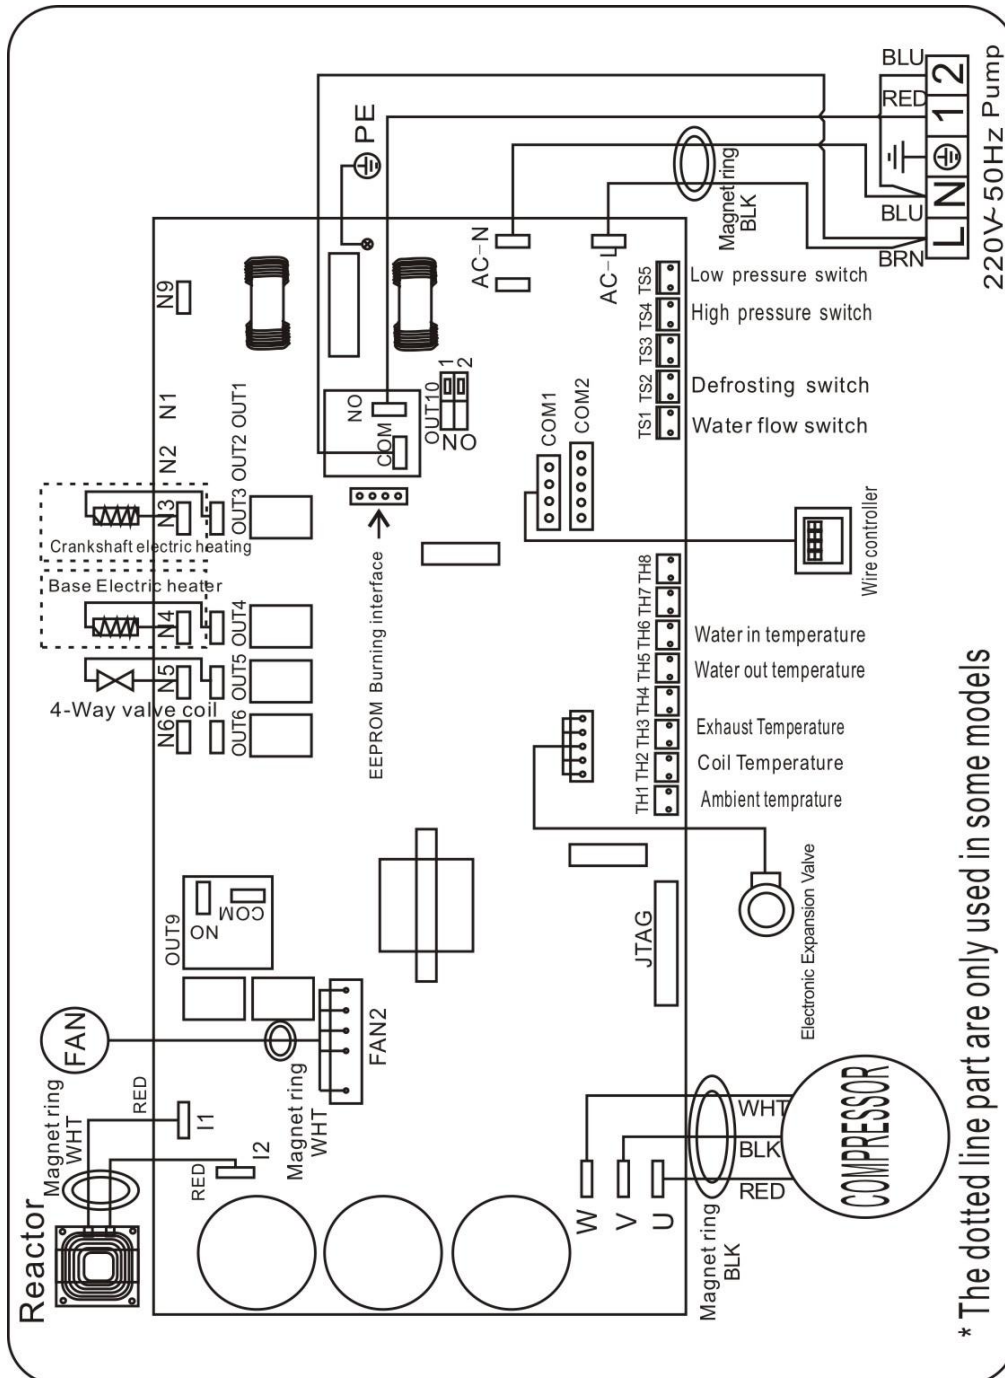 Reactor
Magnet ring
WHT
RED
I1
RED
I2
FAN
Magnet ring
WHT
FAN2
OUT9
NO
COM
4-Way valve coil
N6
OUT6
N5
OUT5
Base Electric heater
N4
OUT4
Crankshaft electric heating
N3
OUT3
N2
OUT2
N1
OUT1
N9
EEPROM Burning interface
COM
NO
OUT10
1
2
NO
PE
AC-N
AC-L
Magnet ring
BLK
BLU
RED
BLU
BRN
L N 1 2
220V~50Hz Pump
COM1
COM2
TS1 TS2 TS3 TS4 TS5
Low pressure switch
High pressure switch
Defrosting switch
Water flow switch
Wire controller
TH1 TH2 TH3 TH4 TH5 TH6 TH7 TH8
Water in temperature
Water out temperature
Exhaust Temperature
Coil Temperature
Ambient temprature
Electronic Expansion Valve
JTAG
W
V
U
WHT
BLK
RED
Magnet ring
BLK
COMPRESSOR
* The dotted line part are only used in some models